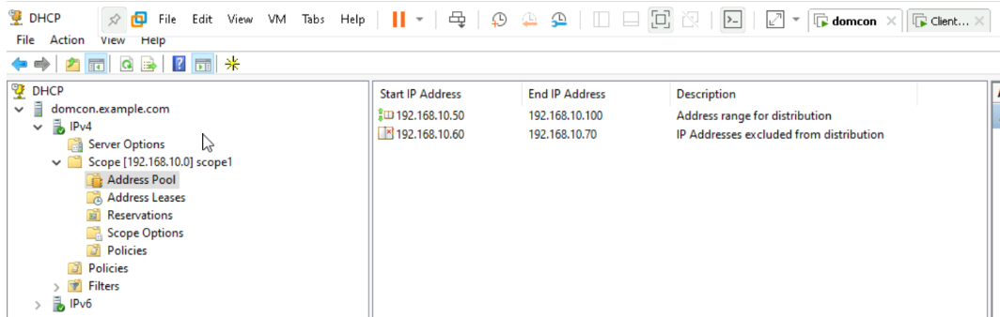 DHCP File Edit View VM Tabs Help domcon Client...
File Action View Help
DHCP
domcon.example.com
IPv4
Server Options
Scope [192.168.10.0] scope1
Address Pool
Address Leases
Reservations
Scope Options
Policies
Policies
Filters
IPv6
Start IP Address End IP Address Description
192.168.10.50 192.168.10.100 Address range for distribution
192.168.10.60 192.168.10.70 IP Addresses excluded from distribution